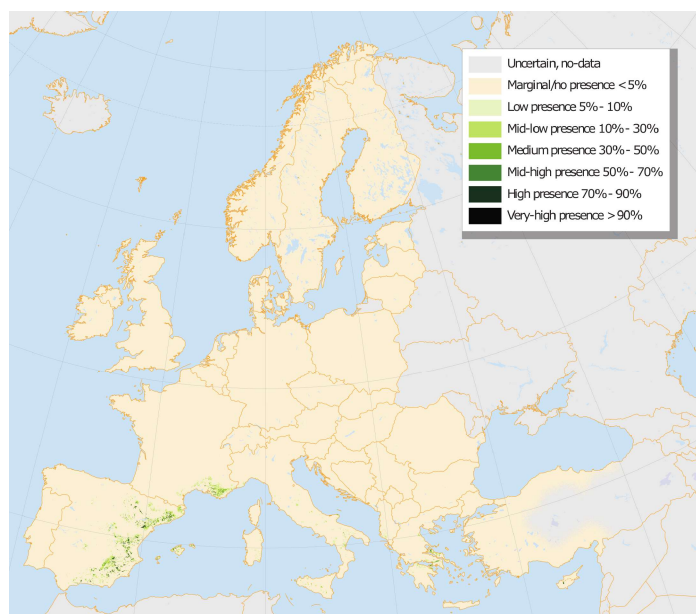 Uncertain, no-data
Marginal/no presence <5%
Low presence 5% - 10%
Mid-low presence 10% - 30%
Medium presence 30% - 50%
Mid-high presence 50% - 70%
High presence 70% - 90%
Very-high presence > 90%